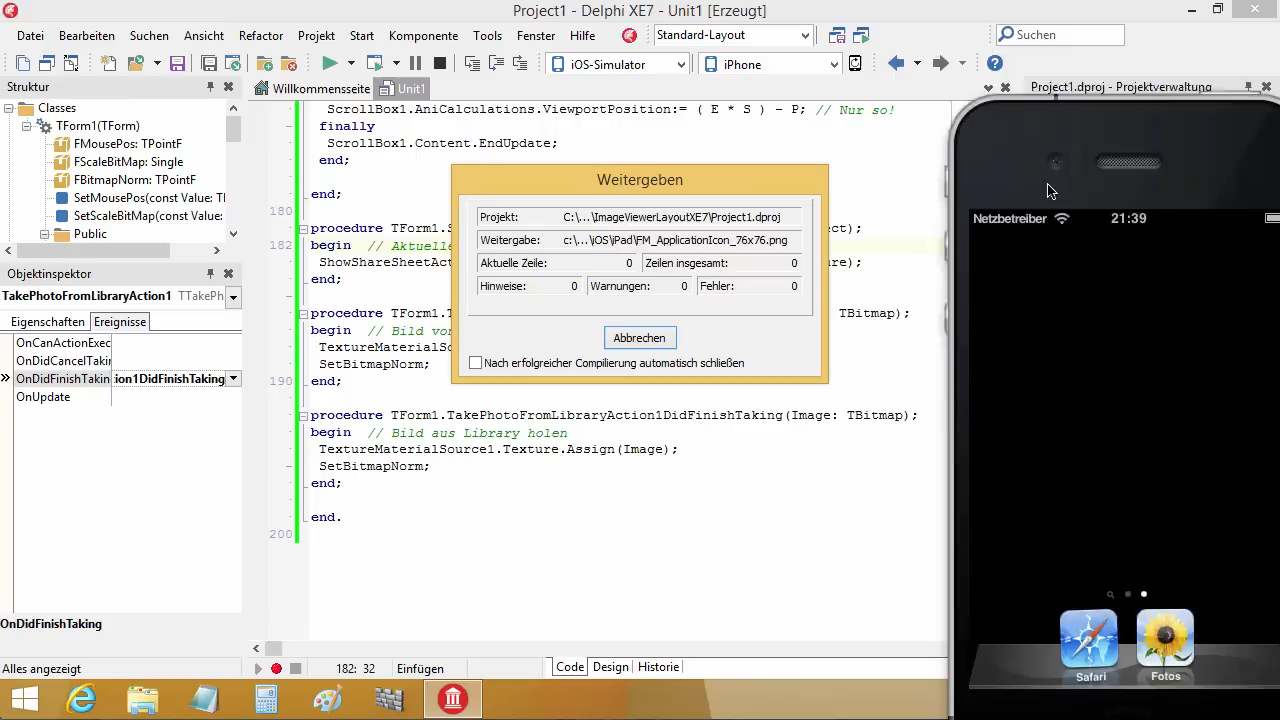 Project1 - Delphi XE7 - Unit1 [Erzeugt]
Datei Bearbeiten Suchen Ansicht Refactor Projekt Start Komponente Tools Fenster Hilfe Standard-Layout Suchen
iOS-Simulator iPhone
Struktur
Willkommensseite Unit1
Project1.dproj - Projektverwaltung
Classes
TForm1(TForm)
FMousePos: TPointF
FScaleBitMap: Single
FBitmapNorm: TPointF
SetMousePos(const Value: TI
SetScaleBitmap(const Value:
Public
Objektinspektor
TakePhotoFromLibraryAction1 TTakePh
Eigenschaften Ereignisse
OnCanActionExec
OnDidCancelTakin
OnDidFinishTakin ion1DidFinishTaking
OnUpdate
OnDidFinishTaking
Alles angezeigt
ScrollBox1.AniCalculations.ViewportPosition:= ( E * S ) - P; // Nur so!
finally
ScrollBox1.Content.EndUpdate;
end;
end;
180
procedure TForm1.S
ect);
182 begin // Aktuelle
ShowShareSheetAct
re);
end;
procedure TForm1.T
TBitmap);
begin // Bild vo
TextureMaterialSo
SetBitmapNorm;
190 end;
procedure TForm1.TakePhotoFromLibraryAction1DidFinishTaking(Image: TBitmap);
begin // Bild aus Library holen
TextureMaterialSource1.Texture.Assign(Image);
SetBitmapNorm;
end;
end.
200
Weitergeben
Projekt: C:\...\ImageViewerLayoutXE7\Project1.dproj
Weitergabe: c:\...\iOS\iPad\FM_ApplicationIcon_76x76.png
Aktuelle Zeile: 0 Zeilen insgesamt: 0
Hinweise: 0 Warnungen: 0 Fehler: 0
Abbrechen
Nach erfolgreicher Compilierung automatisch schließen
Netzbetreiber 21:39
Safari Fotos
182: 32 Einfügen Code Design Historie